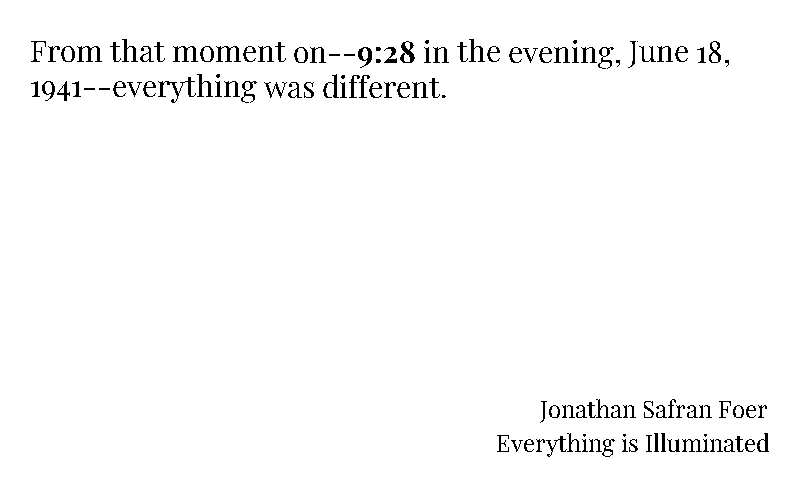 From that moment on--9:28 in the evening, June 18,
1941--everything was different.
Jonathan Safran Foer
Everything is Illuminated